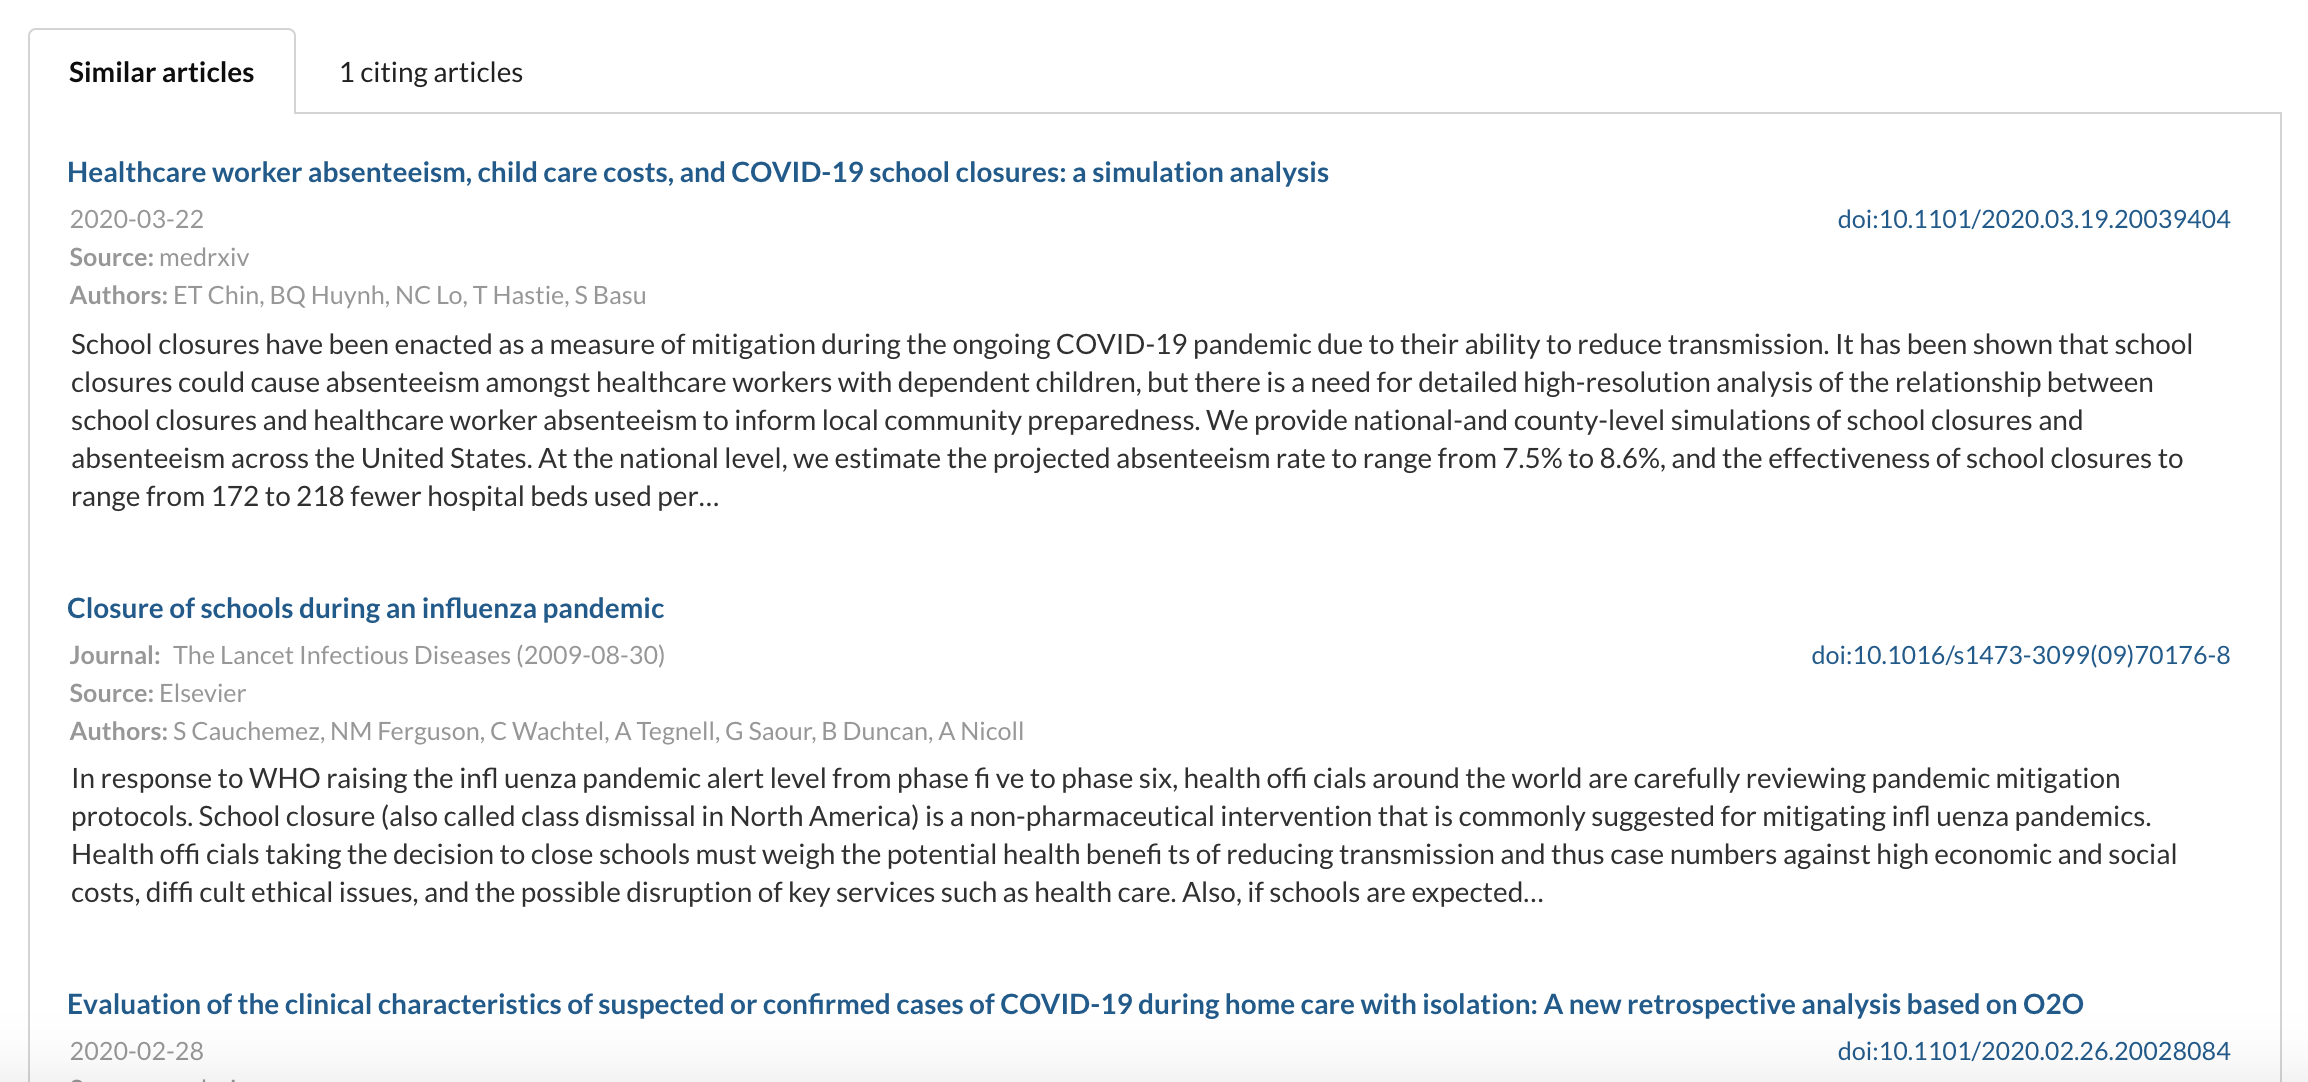 Similar articles
1 citing articles
Healthcare worker absenteeism, child care costs, and COVID-19 school closures: a simulation analysis
2020-03-22
doi:10.1101/2020.03.19.20039404
Source: medrxiv
Authors: ET Chin, BQ Huynh, NC Lo, T Hastie, S Basu
School closures have been enacted as a measure of mitigation during the ongoing COVID-19 pandemic due to their ability to reduce transmission. It has been shown that school
closures could cause absenteeism amongst healthcare workers with dependent children, but there is a need for detailed high-resolution analysis of the relationship between
school closures and healthcare worker absenteeism to inform local community preparedness. We provide national-and county-level simulations of school closures and
absenteeism across the United States. At the national level, we estimate the projected absenteeism rate to range from 7.5% to 8.6%, and the effectiveness of school closures to
range from 172 to 218 fewer hospital beds used per...
Closure of schools during an influenza pandemic
Journal: The Lancet Infectious Diseases (2009-08-30)
doi:10.1016/s1473-3099(09)70176-8
Source: Elsevier
Authors: S Cauchemez, NM Ferguson, C Wachtel, A Tegnell, G Saour, B Duncan, A Nicoll
In response to WHO raising the infl uenza pandemic alert level from phase fi ve to phase six, health offi cials around the world are carefully reviewing pandemic mitigation
protocols. School closure (also called class dismissal in North America) is a non-pharmaceutical intervention that is commonly suggested for mitigating infl uenza pandemics.
Health offi cials taking the decision to close schools must weigh the potential health benefi ts of reducing transmission and thus case numbers against high economic and social
costs, diffi cult ethical issues, and the possible disruption of key services such as health care. Also, if schools are expected...
Evaluation of the clinical characteristics of suspected or confirmed cases of COVID-19 during home care with isolation: A new retrospective analysis based on O2O
2020-02-28
doi:10.1101/2020.02.26.20028084